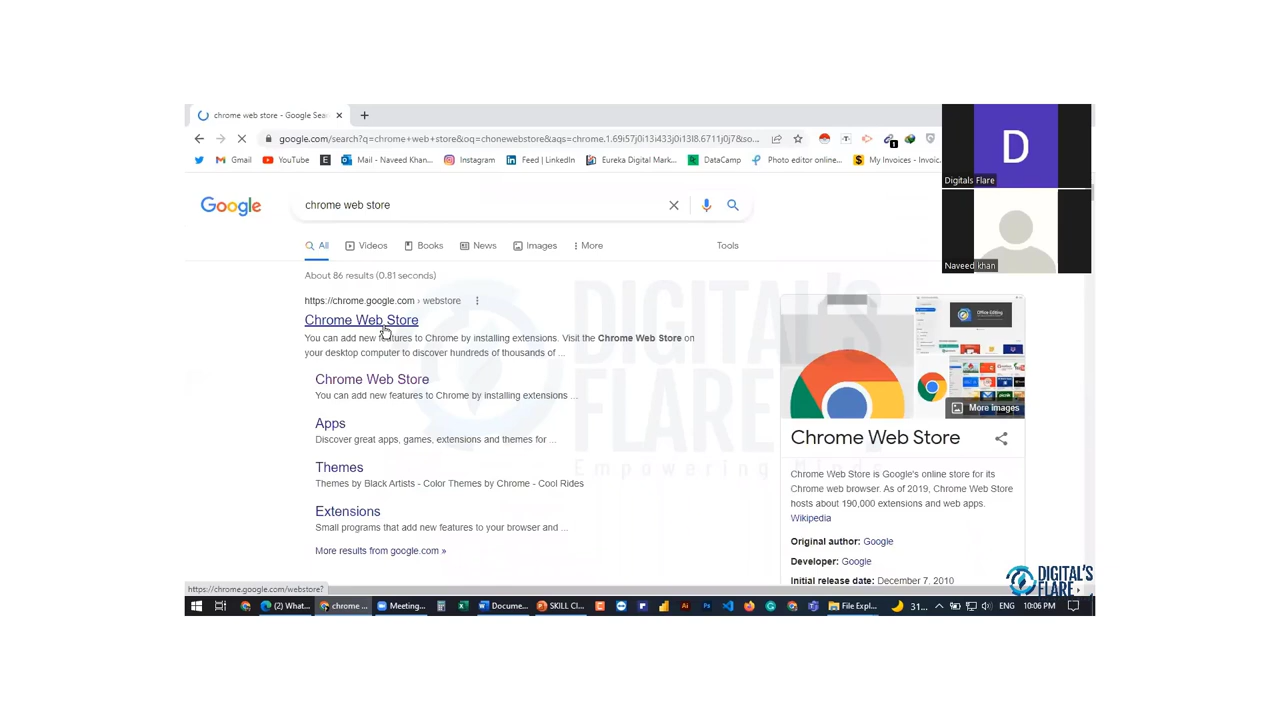 chrome web store - Google Sea
google.com/search?q=chrome+web+store&oq=chonewebstore&aqs=chrome.1.69i57j0i13i433j0i13l8.6711j0j7&so...
Gmail YouTube Mail - Naveed Khan... Instagram Feed | LinkedIn Eureka Digital Mark... DataCamp Photo editor online... My Invoices - Invoic...
D
Digitals Flare
Naveed khan
Google
chrome web store
All Videos Books News Images More Tools
About 86 results (0.81 seconds)
https://chrome.google.com › webstore
Chrome Web Store
You can add new features to Chrome by installing extensions. Visit the Chrome Web Store on
your desktop computer to discover hundreds of thousands of ...
Chrome Web Store
You can add new features to Chrome by installing extensions ...
Apps
Discover great apps, games, extensions and themes for ...
Themes
Themes by Black Artists - Color Themes by Chrome - Cool Rides
Extensions
Small programs that add new features to your browser and ...
More results from google.com »
Office Editing
More images
Chrome Web Store
Chrome Web Store is Google's online store for its
Chrome web browser. As of 2019, Chrome Web Store
hosts about 190,000 extensions and web apps.
Wikipedia
Original author: Google
Developer: Google
Initial release date: December 7, 2010
DIGITAL'S
FLARE
Empowering Minds
https://chrome.google.com/webstore?
DIGITAL'S
FLARE
(2) What... chrome ... Meeting... Docume... SKILL Cl... File Expl... 31... ENG 10:06 PM